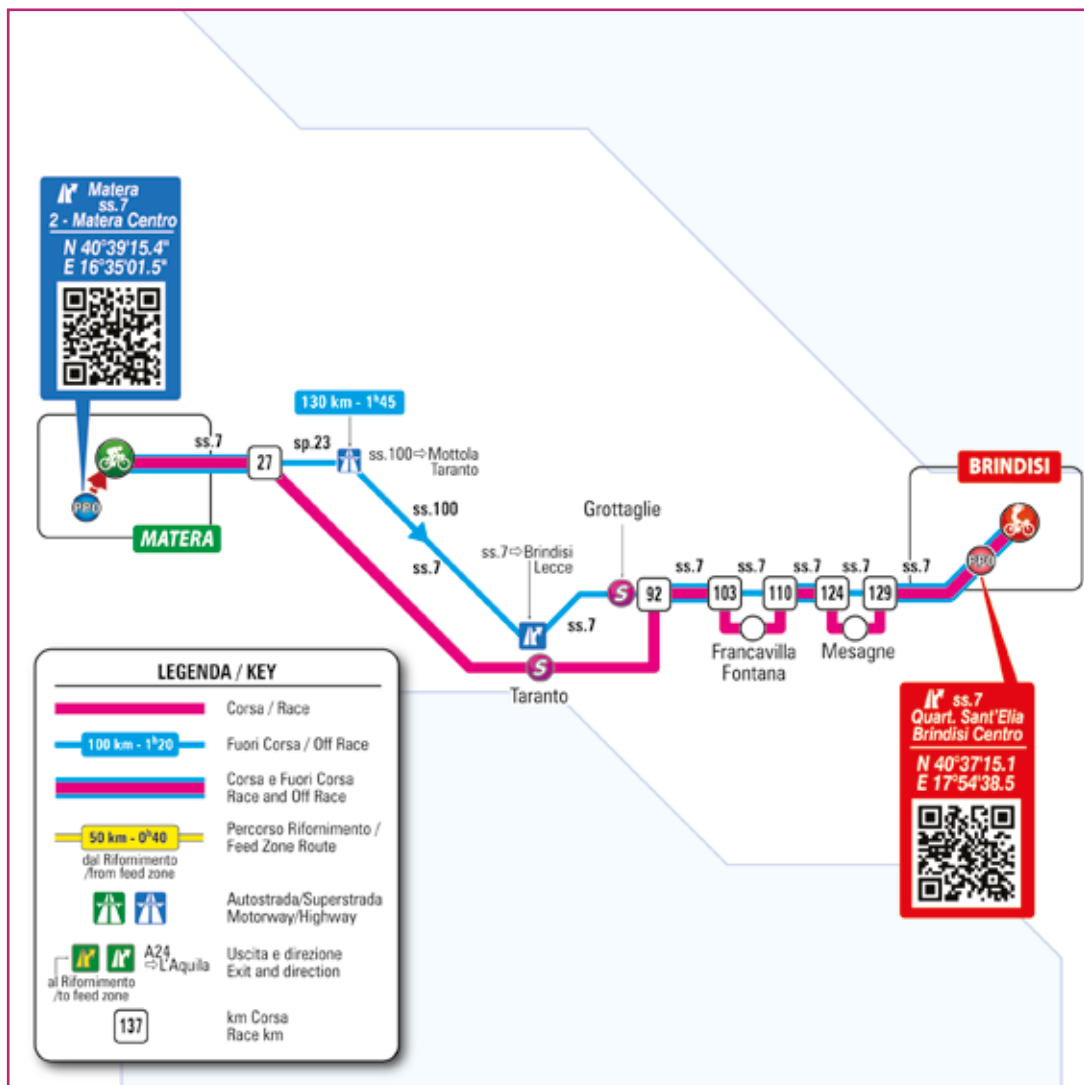 Matera
ss.7
2 - Matera Centro
N 40°39'15.4"
E 16°35'01.5"
PPO
MATERA
ss.7
27
sp.23
130 km - 1h45
ss.100⇨Mottola
Taranto
ss.100
ss.7
ss.7⇨Brindisi
Lecce
ss.7
S
Taranto
Grottaglie
S
92
ss.7
103
ss.7
110
Francavilla
Fontana
ss.7
124
ss.7
129
Mesagne
ss.7
BRINDISI
PPO
ss.7
Quart. Sant'Elia
Brindisi Centro
N 40°37'15.1
E 17°54'38.5
LEGENDA / KEY
Corsa / Race
100 km - 1h20
Fuori Corsa / Off Race
Corsa e Fuori Corsa
Race and Off Race
50 km - 0h40
dal Rifornimento
/from feed zone
Percorso Rifornimento /
Feed Zone Route
Autostrada/Superstrada
Motorway/Highway
A24
⇨L'Aquila
al Rifornimento
/to feed zone
Uscita e direzione
Exit and direction
137
km Corsa
Race km